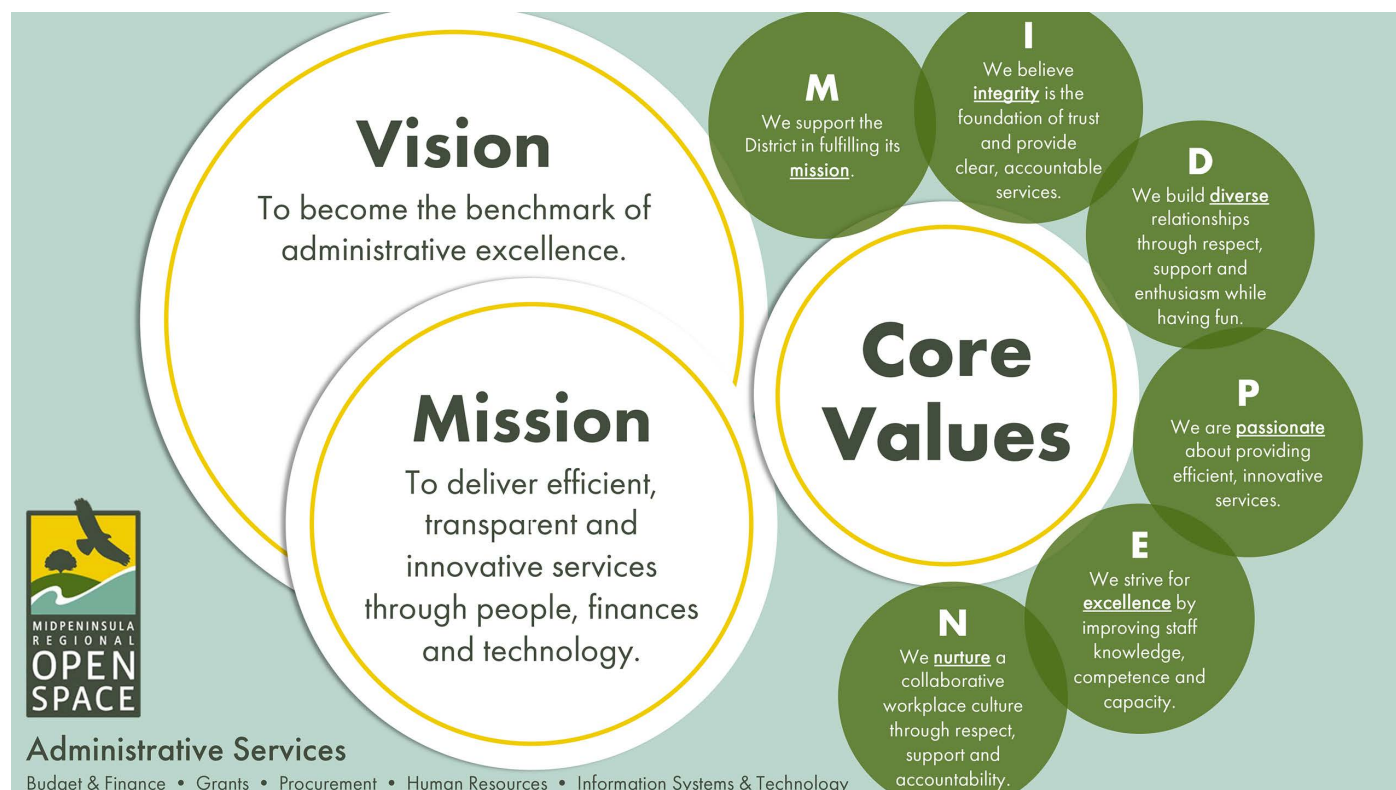 Vision
To become the benchmark of
administrative excellence.
Mission
To deliver efficient,
transparent and
innovative services
through people, finances
and technology.
Core
Values
M
We support the
District in fulfilling its
mission.
I
We believe
integrity is the
foundation of trust
and provide
clear, accountable
services.
D
We build diverse
relationships
through respect,
support and
enthusiasm while
having fun.
P
We are passionate
about providing
efficient, innovative
services.
E
We strive for
excellence by
improving staff
knowledge,
competence and
capacity.
N
We nurture a
collaborative
workplace culture
through respect,
support and
accountability.
MIDPENINSULA
REGIONAL
OPEN
SPACE
Administrative Services
Budget & Finance • Grants • Procurement • Human Resources • Information Systems & Technology